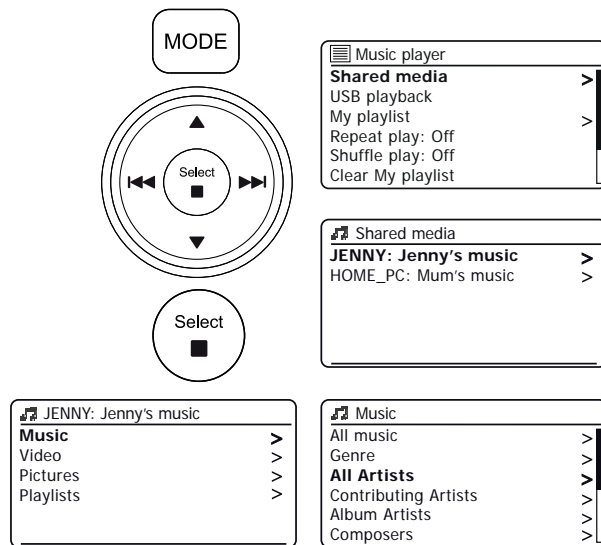 MODE
Select
Select
Music player
Shared media >
USB playback
My playlist >
Repeat play: Off
Shuffle play: Off
Clear My playlist
Shared media
JENNY: Jenny's music >
HOME_PC: Mum's music >
JENNY: Jenny's music
Music >
Video >
Pictures >
Playlists >
Music
All music >
Genre >
All Artists >
Contributing Artists >
Album Artists >
Composers >